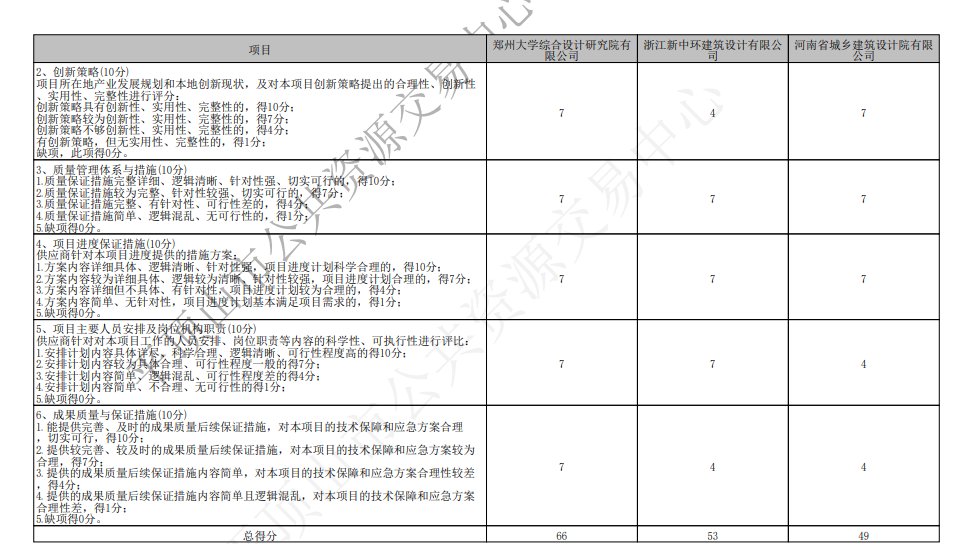 项目
郑州大学综合设计研究院有
限公司
浙江新中环建筑设计有限公
司
河南省城乡建筑设计院有限
公司
2、创新策略(10分)
项目所在地产业发展规划和本地创新现状，及对本项目创新策略提出的合理性、创新性
、实用性、完整性进行评分；
创新策略具有创新性、实用性、完整性的，得10分；
创新策略较为创新性、实用性、完整性的，得7分；
创新策略不够创新性、实用性、完整性的，得4分；
有创新策略，但无实用性、完整性的，得1分；
缺项，此项得0分。
7
4
7
3、质量管理体系与措施(10分)
1.质量保证措施完整详细、逻辑清晰、针对性强、切实可行的，得10分；
2.质量保证措施较为完整、针对性较强、切实可行的，得7分；
3.质量保证措施完整、有针对性、可行性差的，得4分；
4.质量保证措施简单、逻辑混乱、无可行性的，得1分；
5.缺项得0分。
7
7
7
4、项目进度保证措施(10分)
供应商针对本项目进度提供的措施方案：
1.方案内容详细具体、逻辑清晰、针对性强，项目进度计划科学合理的，得10分；
2.方案内容较为详细具体、逻辑较为清晰、针对性较强，项目进度计划合理的，得7分；
3.方案内容详细但不具体、有针对性，项目进度计划较为合理的，得4分；
4.方案内容简单、无针对性，项目进度计划基本满足项目需求的，得1分；
5.缺项得0分。
7
7
7
5、项目主要人员安排及岗位机构职责(10分)
供应商针对对本项目工作的人员安排、岗位职责等内容的科学性、可执行性进行评比：
1.安排计划内容具体详尽，科学合理、逻辑清晰、可行性程度高的得10分；
2.安排计划内容较为具体合理、可行性程度一般的得7分；
3.安排计划内容简单、逻辑混乱、可行性程度差的得4分；
4.安排计划内容简单、不合理、无可行性的得1分；
5.缺项得0分。
7
7
4
6、成果质量与保证措施(10分)
1.能提供完善、及时的成果质量后续保证措施，对本项目的技术保障和应急方案合理
，切实可行，得10分；
2.提供较完善、较及时的成果质量后续保证措施，对本项目的技术保障和应急方案较为
合理，得7分；
3.提供的成果质量后续保证措施内容简单，对本项目的技术保障和应急方案合理性较差
，得4分；
4.提供的成果质量后续保证措施内容简单且逻辑混乱，对本项目的技术保障和应急方案
合理性差，得1分；
5.缺项得0分。
7
4
4
总得分
66
53
49
平顶山市公共资源交易中心
顶山市公共资源交易中心